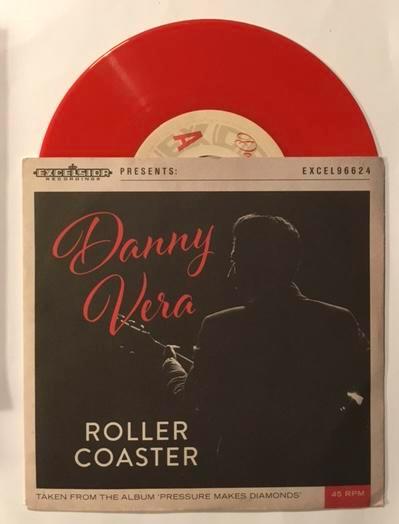 A
EXCELSIOR
RECORDINGS
PRESENTS:
EXCEL96624
Danny
Vera
ROLLER
COASTER
TAKEN FROM THE ALBUM 'PRESSURE MAKES DIAMONDS'
45 RPM